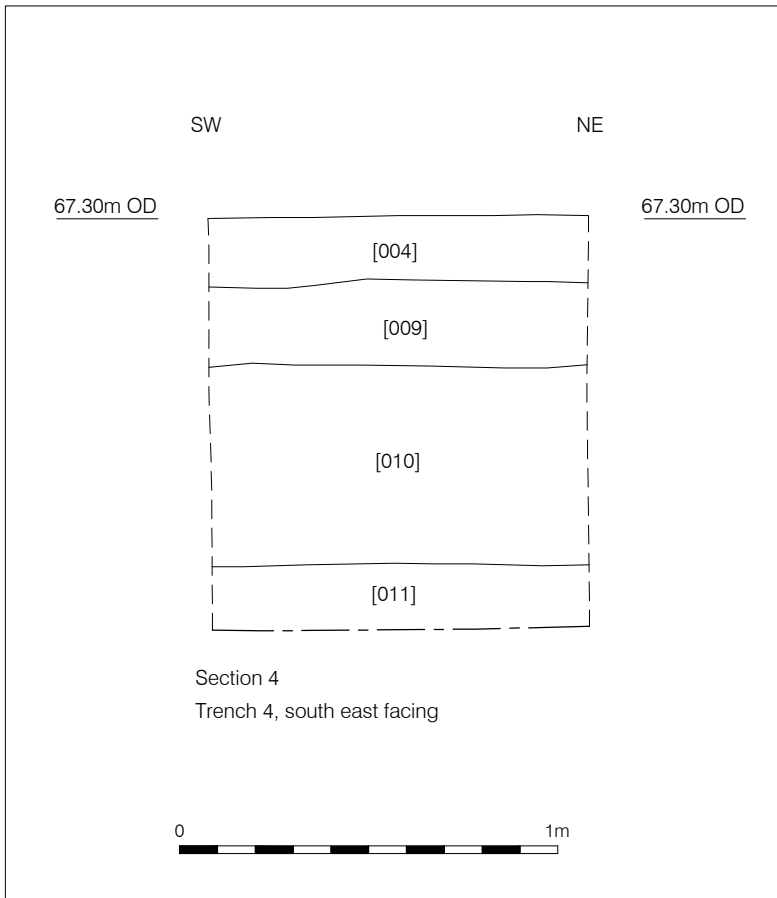 SW NE
67.30m OD 67.30m OD
[004]
[009]
[010]
[011]
Section 4
Trench 4, south east facing
0 1m